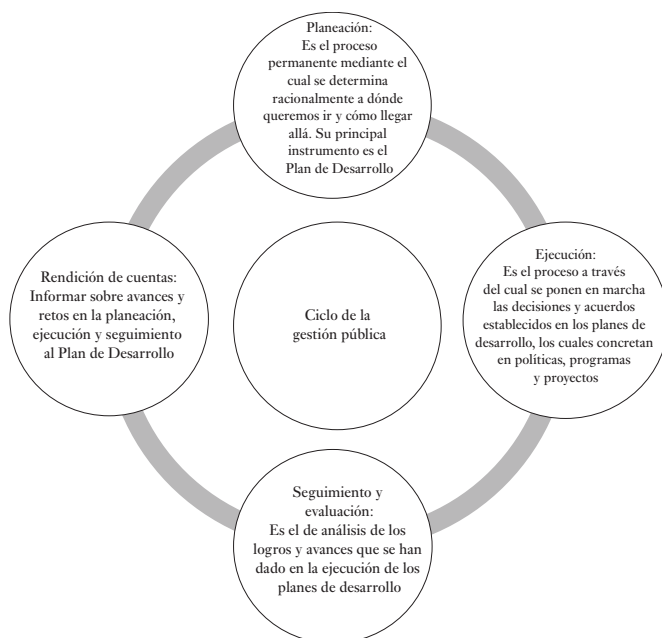 Planeación:
Es el proceso
permanente mediante el
cual se determina
racionalmente a dónde
queremos ir y cómo llegar
allá. Su principal
instrumento es el
Plan de Desarrollo
Rendición de cuentas:
Informar sobre avances y
retos en la planeación,
ejecución y seguimiento
al Plan de Desarrollo
Ciclo de la
gestión pública
Ejecución:
Es el proceso a través
del cual se ponen en marcha
las decisiones y acuerdos
establecidos en los planes de
desarrollo, los cuales concretan
en políticas, programas
y proyectos
Seguimiento y
evaluación:
Es el de análisis de los
logros y avances que se han
dado en la ejecución de los
planes de desarrollo